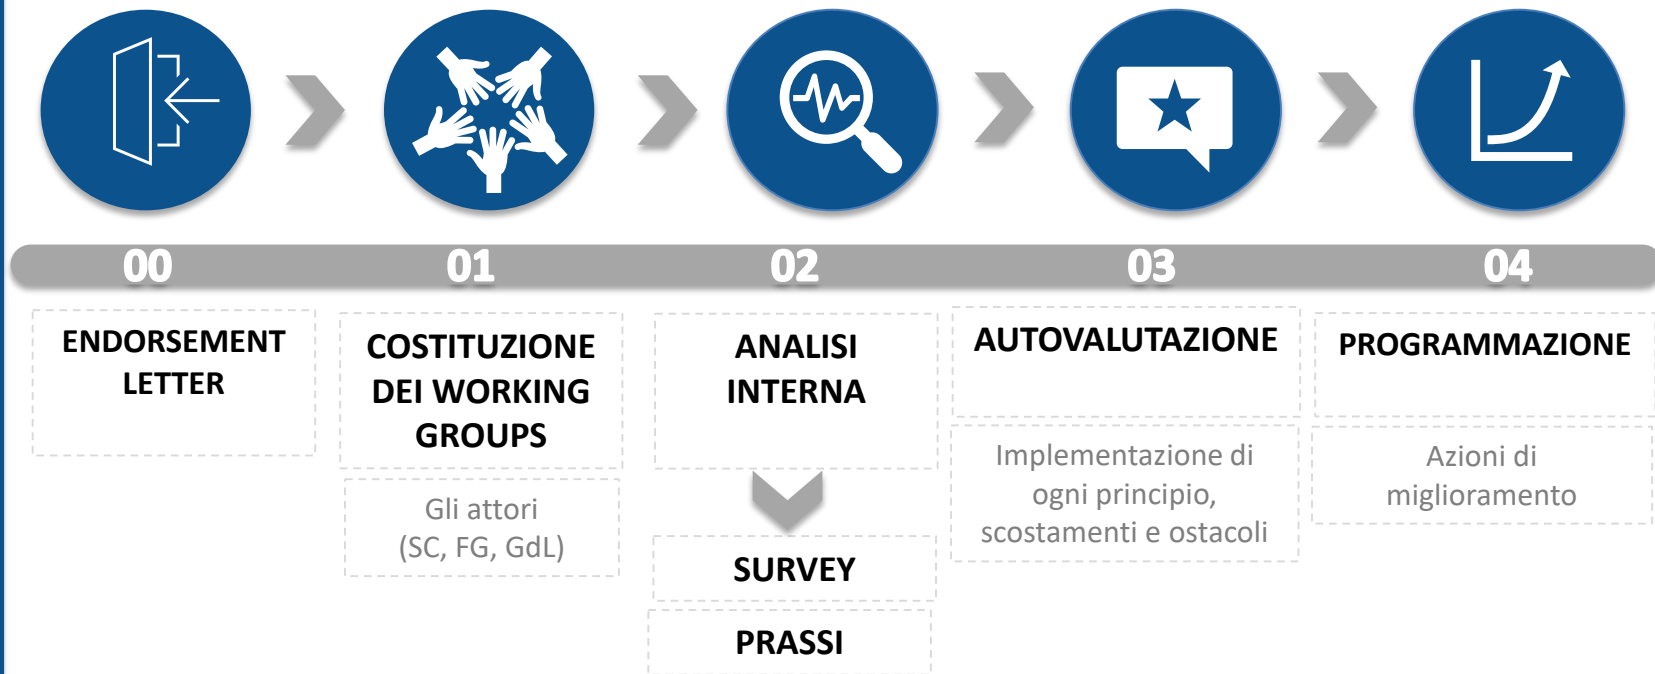 00
01
02
03
04
ENDORSEMENT
LETTER
COSTITUZIONE
DEI WORKING
GROUPS
Gli attori
(SC, FG, GdL)
ANALISI
INTERNA
SURVEY
PRASSI
AUTOVALUTAZIONE
Implementazione di
ogni principio,
scostamenti e ostacoli
PROGRAMMAZIONE
Azioni di
miglioramento